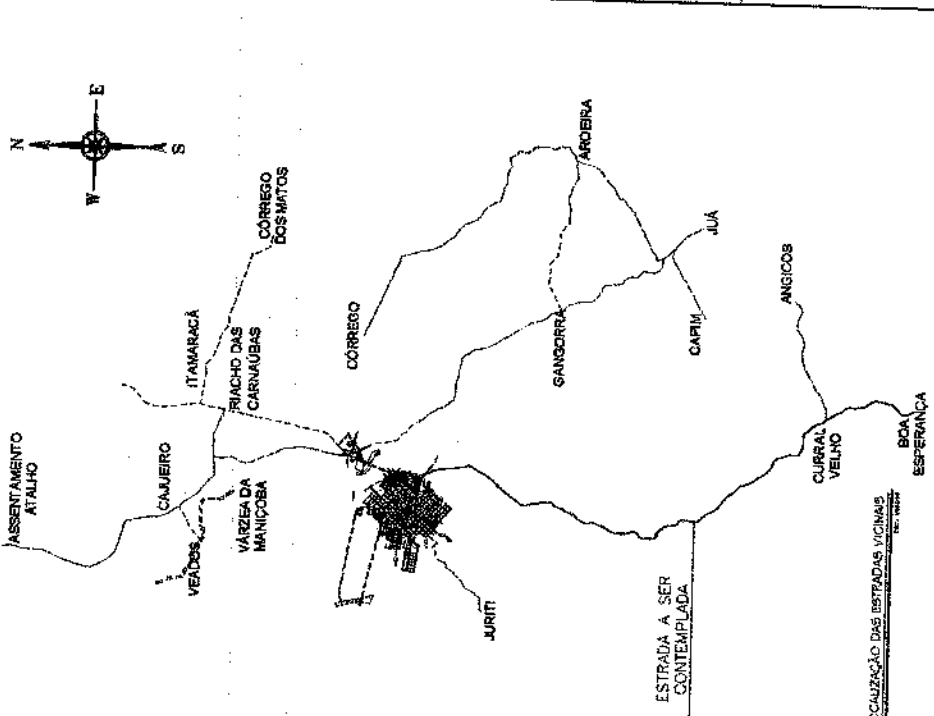 N
E
W
S
ASSENTAMENTO
ATALHO
CÓRREGO
DOS MATOS
ITAMARACÁ
RIACHO DAS
CARNAÚBAS
CAJUEIRO
VEADOS
VÁRZEA DA
MANIÇOBA
CÓRREGO
AROEIRA
GANGORRA
JUÁ
CAPIM
ANGICOS
JURITI
CURRAL
VELHO
BOA
ESPERANÇA
ESTRADA A SER
CONTEMPLADA
CALIZAÇÃO DAS ESTRADAS VICINAIS